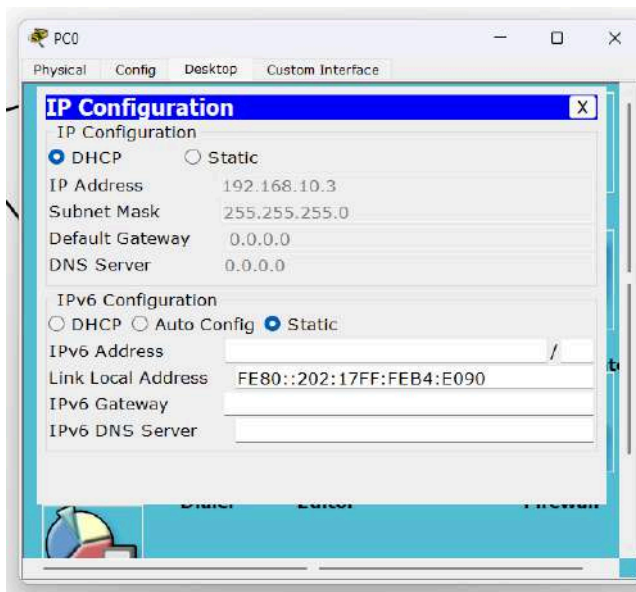 PC0
Physical Config Desktop Custom Interface
IP Configuration X
IP Configuration
DHCP Static
IP Address 192.168.10.3
Subnet Mask 255.255.255.0
Default Gateway 0.0.0.0
DNS Server 0.0.0.0
IPv6 Configuration
DHCP Auto Config Static
IPv6 Address /
Link Local Address FE80::202:17FF:FEB4:E090
IPv6 Gateway
IPv6 DNS Server